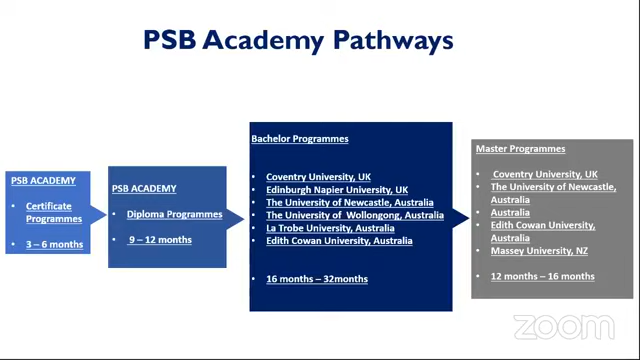 PSB Academy Pathways
PSB ACADEMY
• Certificate
Programmes
• 3 – 6 months
PSB ACADEMY
• Diploma Programmes
• 9 – 12 months
Bachelor Programmes
• Coventry University, UK
• Edinburgh Napier University, UK
• The University of Newcastle, Australia
• The University of Wollongong, Australia
• La Trobe University, Australia
• Edith Cowan University, Australia
• 16 months – 32months
Master Programmes
• Coventry University, UK
• The University of Newcastle,
Australia
• Australia
• Edith Cowan University,
Australia
• Massey University, NZ
• 12 months – 16 months
zoom